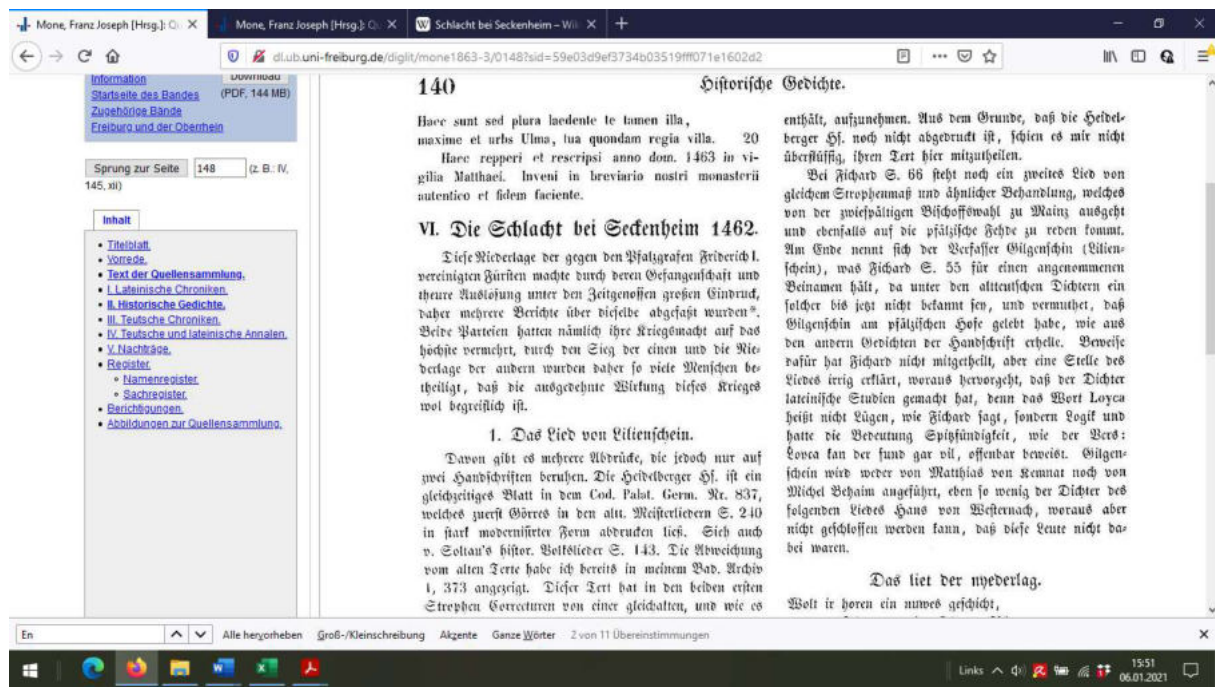 Mone, Franz Joseph [Hrsg.]: Q
Mone, Franz Joseph [Hrsg.]: Q
Schlacht bei Seckenheim – Wik
dl.ub.uni-freiburg.de/diglit/mone1863-3/0148?sid=59e03d9ef3734b03519fff071e1602d2
Information
Startseite des Bandes
Zugehörige Bände
Freiburg und der Oberrhein
Download
(PDF, 144 MB)
Sprung zur Seite 148 (z. B.: IV,
145, xii)
Inhalt
Titelblatt.
Vorrede.
Text der Quellensammlung.
I. Lateinische Chroniken.
II. Historische Gedichte.
III. Teutsche Chroniken.
IV. Teutsche und lateinische Annalen.
V. Nachträge.
Register.
Namenregister.
Sachregister.
Berichtigungen.
Abbildungen zur Quellensammlung.
140 Historische Gedichte.
Haec sunt sed plura laedente te tamen illa,
maxime et urbs Ulma, tua quondam regia villa. 20
Haec repperi et rescripsi anno dom. 1463 in vi-
gilia Matthaei. Inveni in breviario nostri monasterii
autentico et fidem faciente.
VI. Die Schlacht bei Seckenheim 1462.
Diese Niederlage der gegen den Pfalzgrafen Friderich I.
vereinigten Fürsten machte durch deren Gefangenschaft und
theure Auslösung unter den Zeitgenossen großen Eindruck,
daher mehrere Berichte über dieselbe abgefaßt wurden*.
Beide Parteien hatten nämlich ihre Kriegsmacht auf das
höchste vermehrt, durch den Sieg der einen und die Nie-
derlage der andern wurden daher so viele Menschen be-
theiligt, daß die ausgedehnte Wirkung dieses Krieges
wol begreiflich ist.
1. Das Lied von Lilienschein.
Davon gibt es mehrere Abdrücke, die jedoch nur auf
zwei Handschriften beruhen. Die Heidelberger Hs. ist ein
gleichzeitiges Blatt in dem Cod. Palat. Germ. Nr. 837,
welches zuerst Görres in den altt. Meisterliedern S. 240
in stark modernisirter Form abdrucken ließ. Sieh auch
v. Soltau's histor. Volkslieder S. 143. Die Abweichung
vom alten Texte habe ich bereits in meinem Bad. Archiv
1, 373 angezeigt. Dieser Text hat in den beiden ersten
Strophen Correcturen von einer gleichalten, und wie es
enthält, aufzunehmen. Aus dem Grunde, daß die Heidel-
berger Hs. noch nicht abgedruckt ist, schien es mir nicht
überflüssig, ihren Text hier mitzutheilen.
Bei Fichard S. 66 steht noch ein zweites Lied von
gleichem Strophenmaß und ähnlicher Behandlung, welches
von der zwiespältigen Bischoffswahl zu Mainz ausgeht
und ebenfalls auf die pfälzische Fehde zu reden kommt.
Am Ende nennt sich der Verfasser Gilgenschin (Lilien-
schein), was Fichard S. 55 für einen angenommenen
Beinamen hält, da unter den altteutschen Dichtern ein
solcher bis jetzt nicht bekannt sey, und vermuthet, daß
Gilgenschin am pfälzischen Hofe gelebt habe, wie aus
den andern Gedichten der Handschrift erhelle. Beweise
dafür hat Fichard nicht mitgetheilt, aber eine Stelle des
Liedes irrig erklärt, woraus hervorgeht, daß der Dichter
lateinische Studien gemacht hat, denn das Wort Loyca
heißt nicht Lügen, wie Fichard sagt, sondern Logik und
hatte die Bedeutung Spitzfündigkeit, wie der Vers:
Loyca kan der fund gar vil, offenbar beweist. Gilgen-
schein wird weder von Matthias von Kemnat noch von
Michel Behaim angeführt, eben so wenig der Dichter des
folgenden Liedes Hans von Westernach, woraus aber
nicht geschlossen werden kann, daß diese Leute nicht da-
bei waren.
Das liet der nyederlag.
Wolt ir horen ein nuwes geschicht,
En
Alle hervorheben Groß-/Kleinschreibung Akzente Ganze Wörter 2 von 11 Übereinstimmungen
Links
15:51
06.01.2021